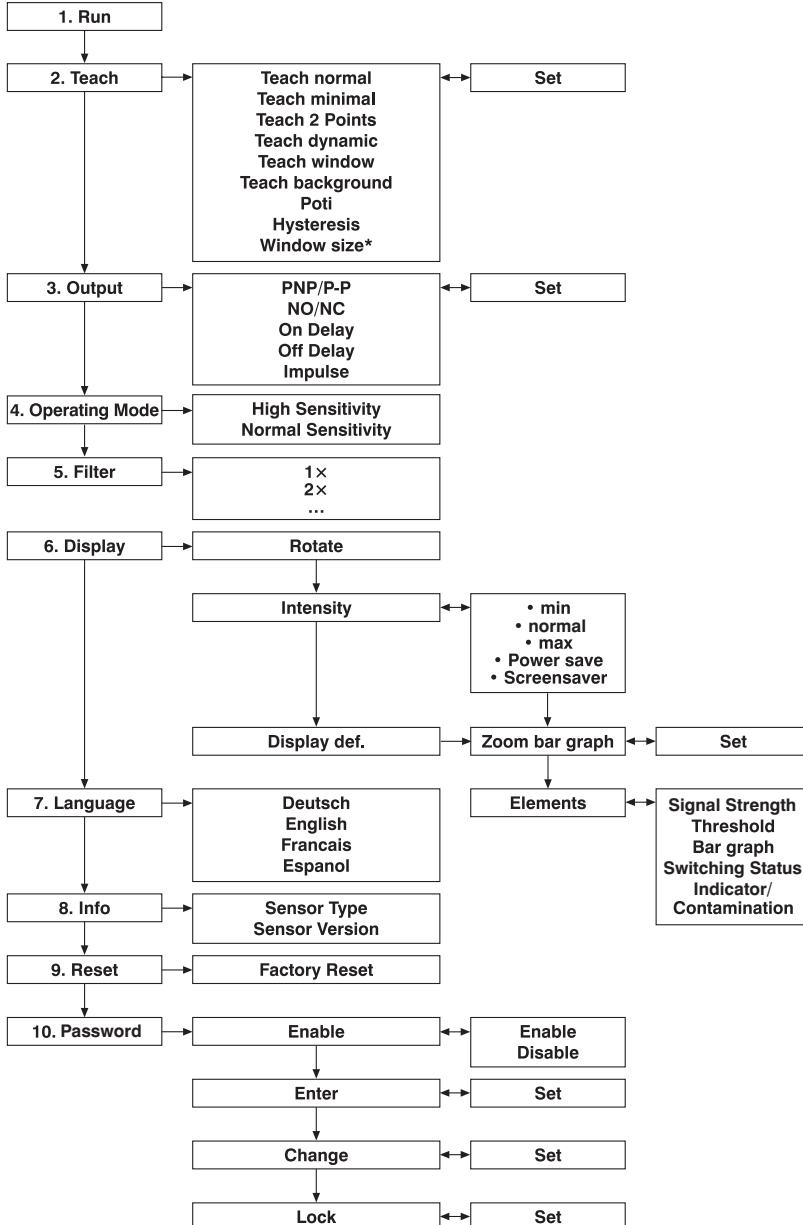 1. Run
2. Teach
Teach normal
Teach minimal
Teach 2 Points
Teach dynamic
Teach window
Teach background
Poti
Hysteresis
Window size*
Set
3. Output
PNP/P-P
NO/NC
On Delay
Off Delay
Impulse
Set
4. Operating Mode
High Sensitivity
Normal Sensitivity
5. Filter
1×
2×
...
6. Display
Rotate
Intensity
• min
• normal
• max
• Power save
• Screensaver
Display def.
Zoom bar graph
Set
Elements
Signal Strength
Threshold
Bar graph
Switching Status
Indicator/
Contamination
7. Language
Deutsch
English
Francais
Espanol
8. Info
Sensor Type
Sensor Version
9. Reset
Factory Reset
10. Password
Enable
Enable
Disable
Enter
Set
Change
Set
Lock
Set